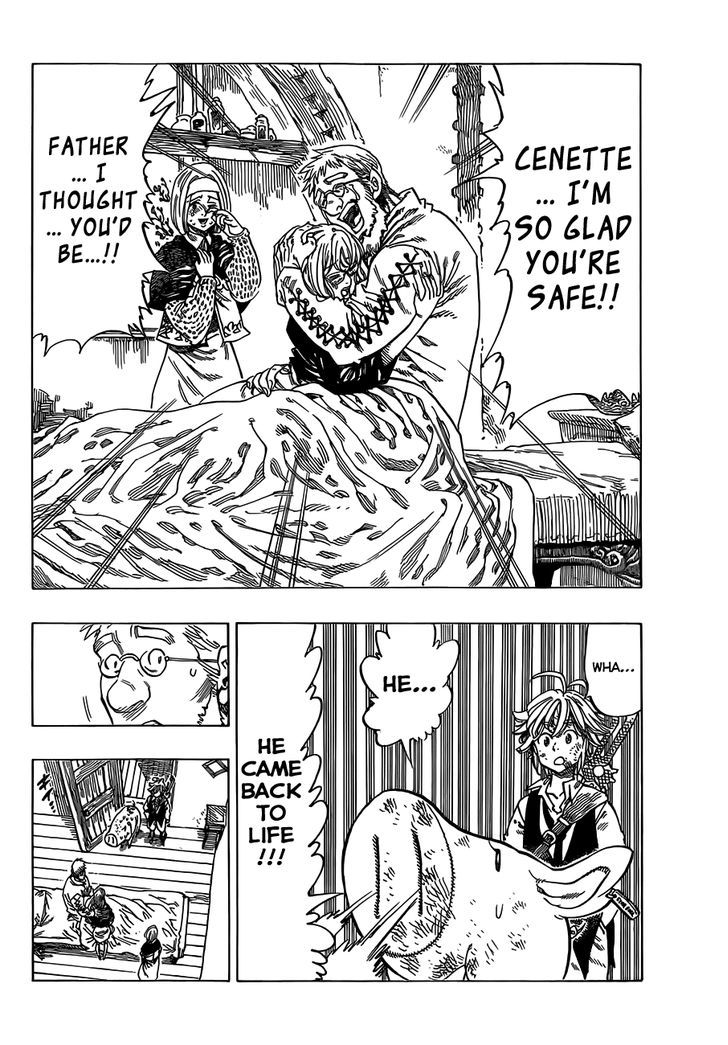 CENETTE
... I'M
SO GLAD
YOU'RE
SAFE!!
FATHER
... I
THOUGHT
... YOU'D
BE...!!
WHA...
HE...
HE
CAME
BACK
TO
LIFE
!!!